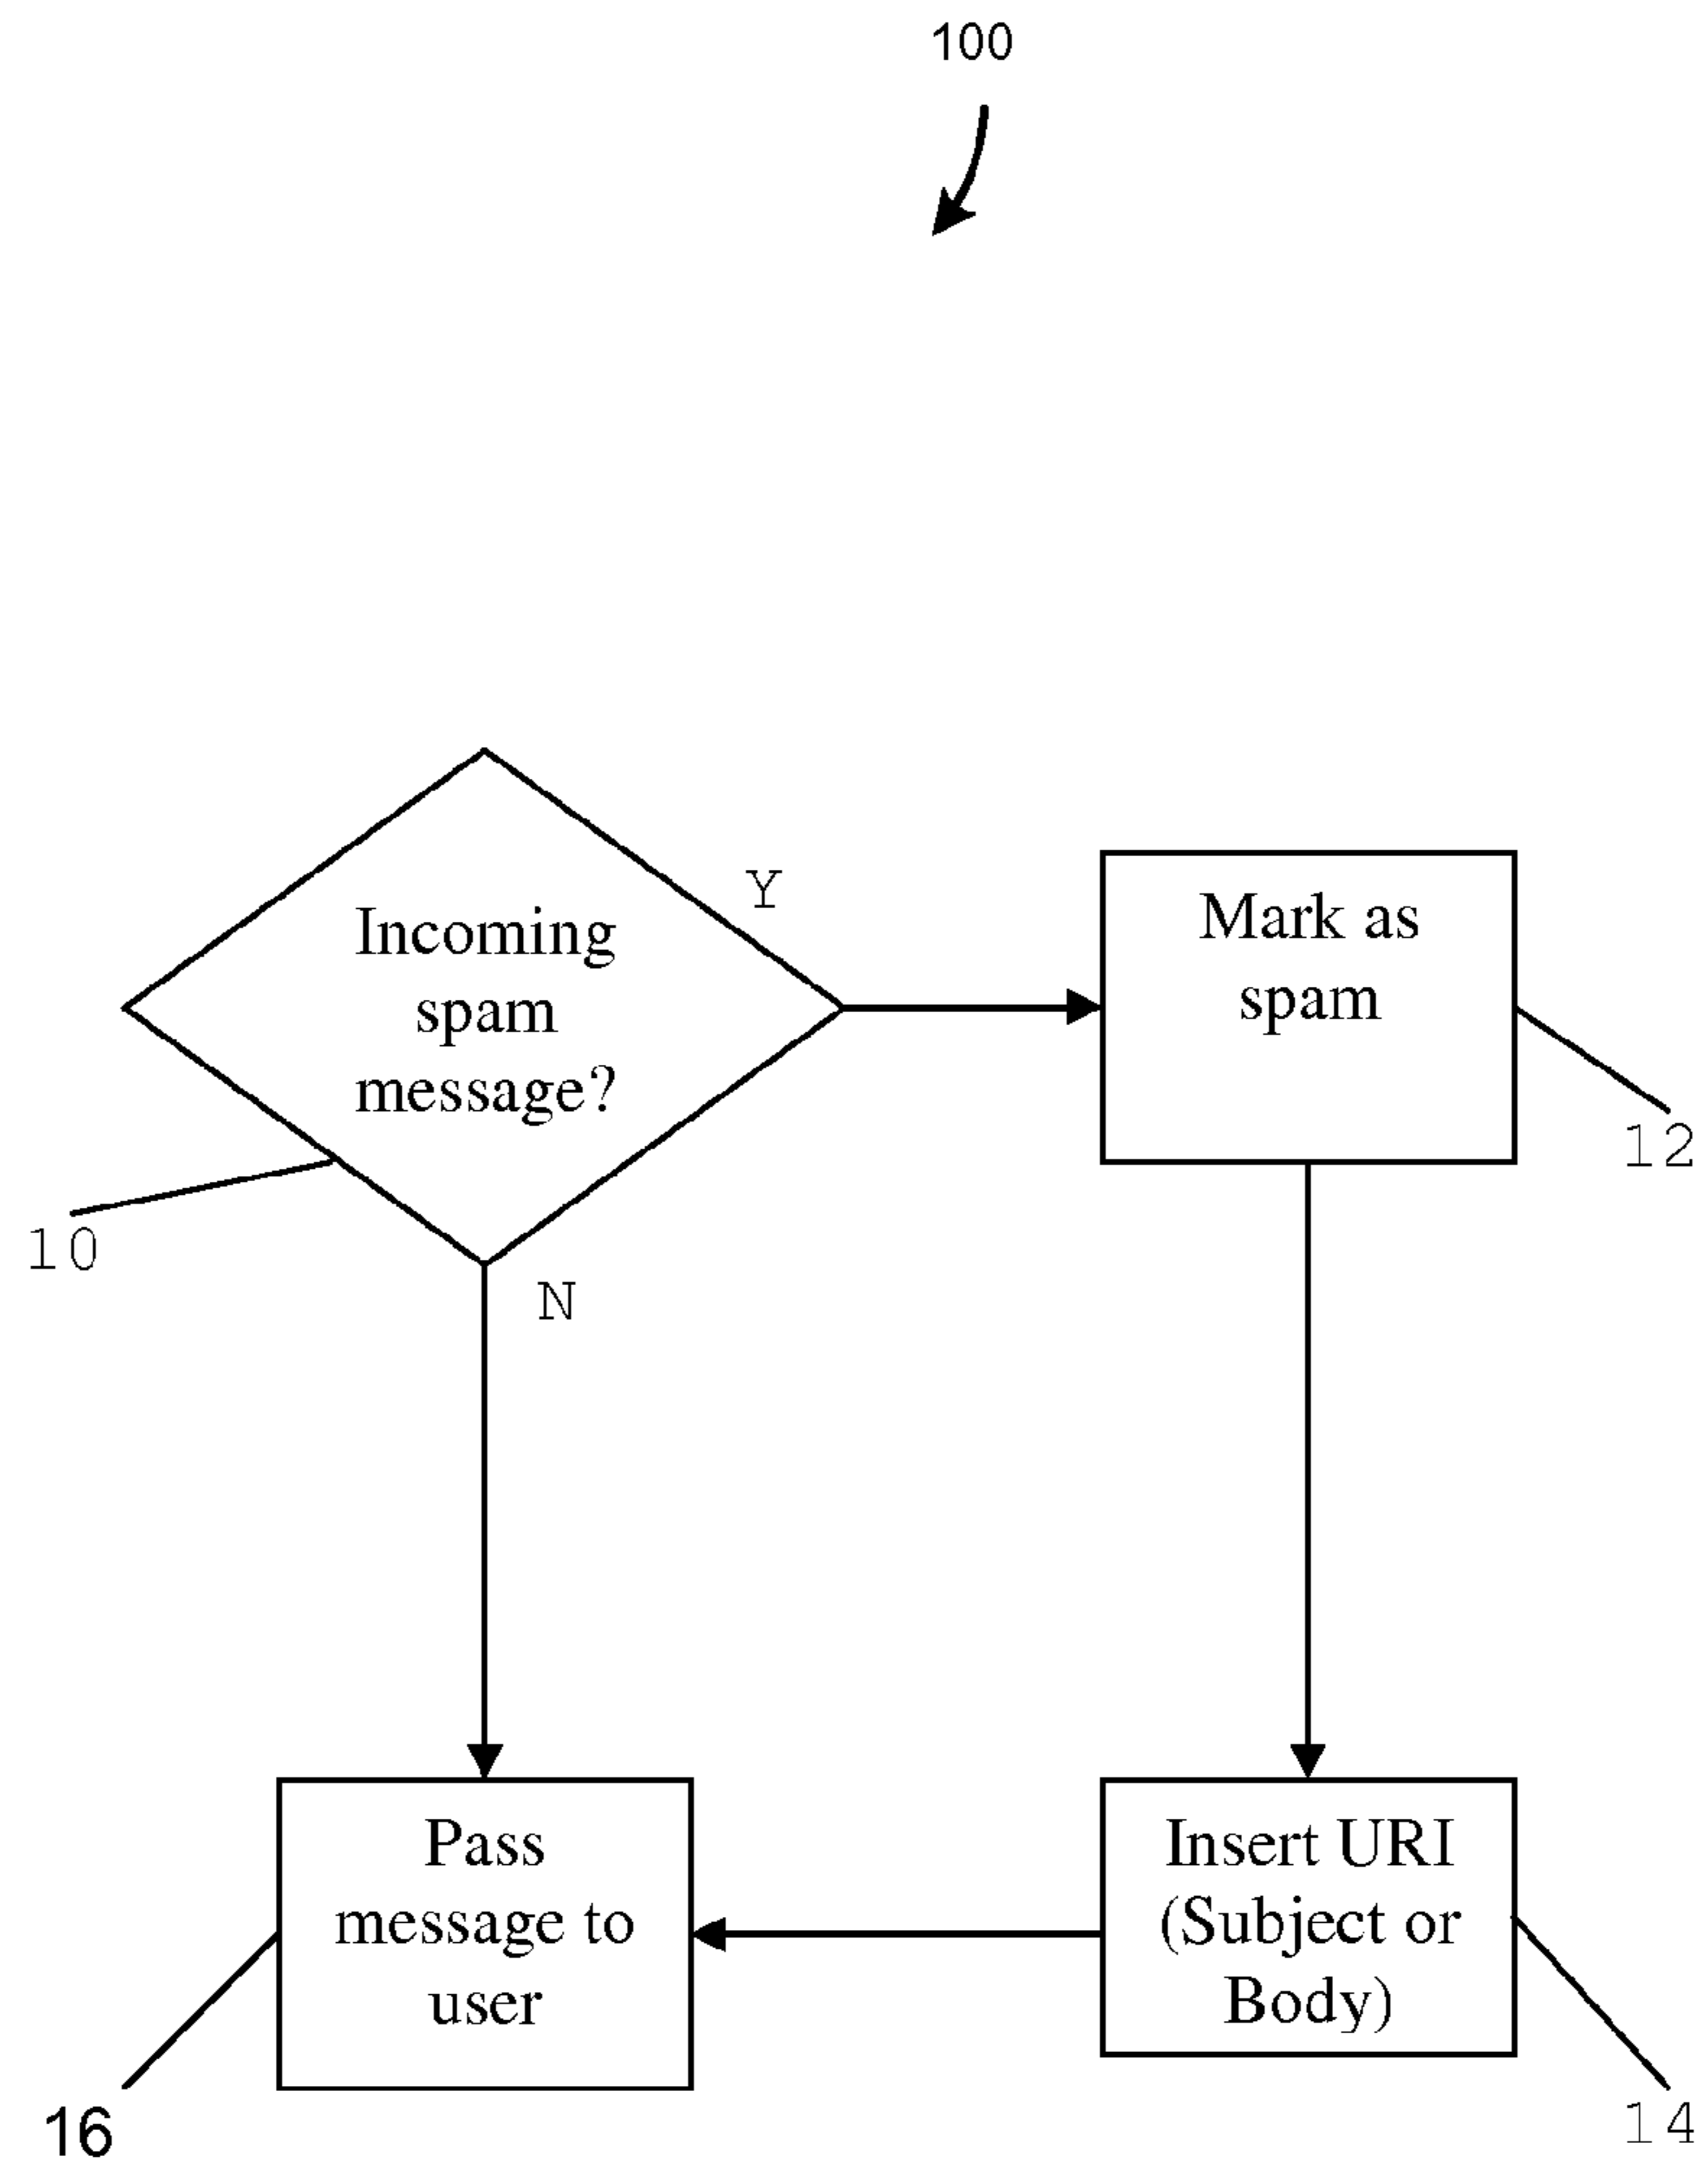 100
Y
Incoming
spam
message?
Mark as
spam
12
10
N
Pass
message to
user
Insert URI
(Subject or
Body)
16
14